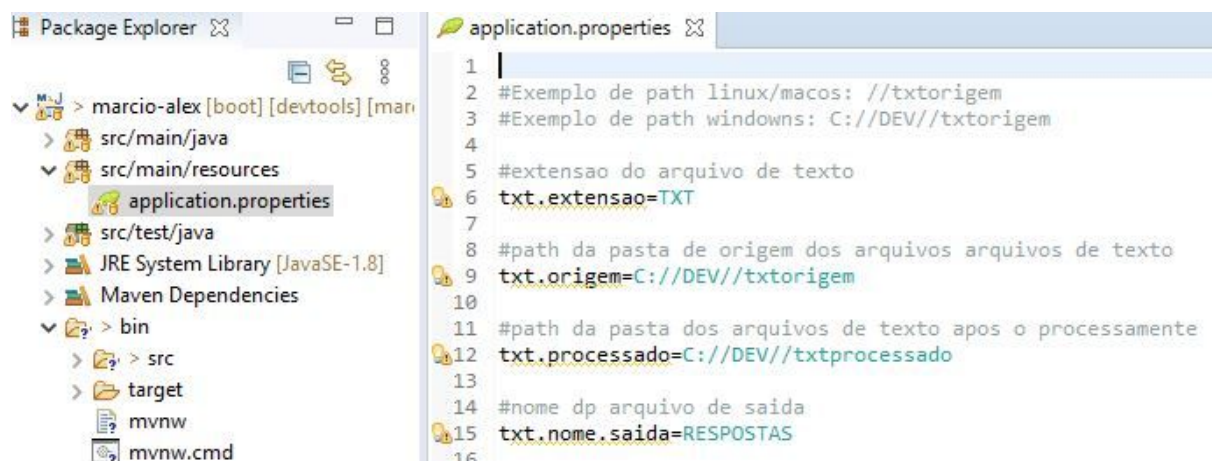 Package Explorer
> marcio-alex [boot] [devtools] [mar
src/main/java
src/main/resources
application.properties
src/test/java
JRE System Library [JavaSE-1.8]
Maven Dependencies
> bin
> src
target
mvnw
mvnw.cmd
application.properties
1
2 #Exemplo de path linux/macos: //txtorigem
3 #Exemplo de path windowns: C://DEV//txtorigem
4
5 #extensao do arquivo de texto
6 txt.extensao=TXT
7
8 #path da pasta de origem dos arquivos arquivos de texto
9 txt.origem=C://DEV//txtorigem
10
11 #path da pasta dos arquivos de texto apos o processamente
12 txt.processado=C://DEV//txtprocessado
13
14 #nome dp arquivo de saida
15 txt.nome.saida=RESPOSTAS
16